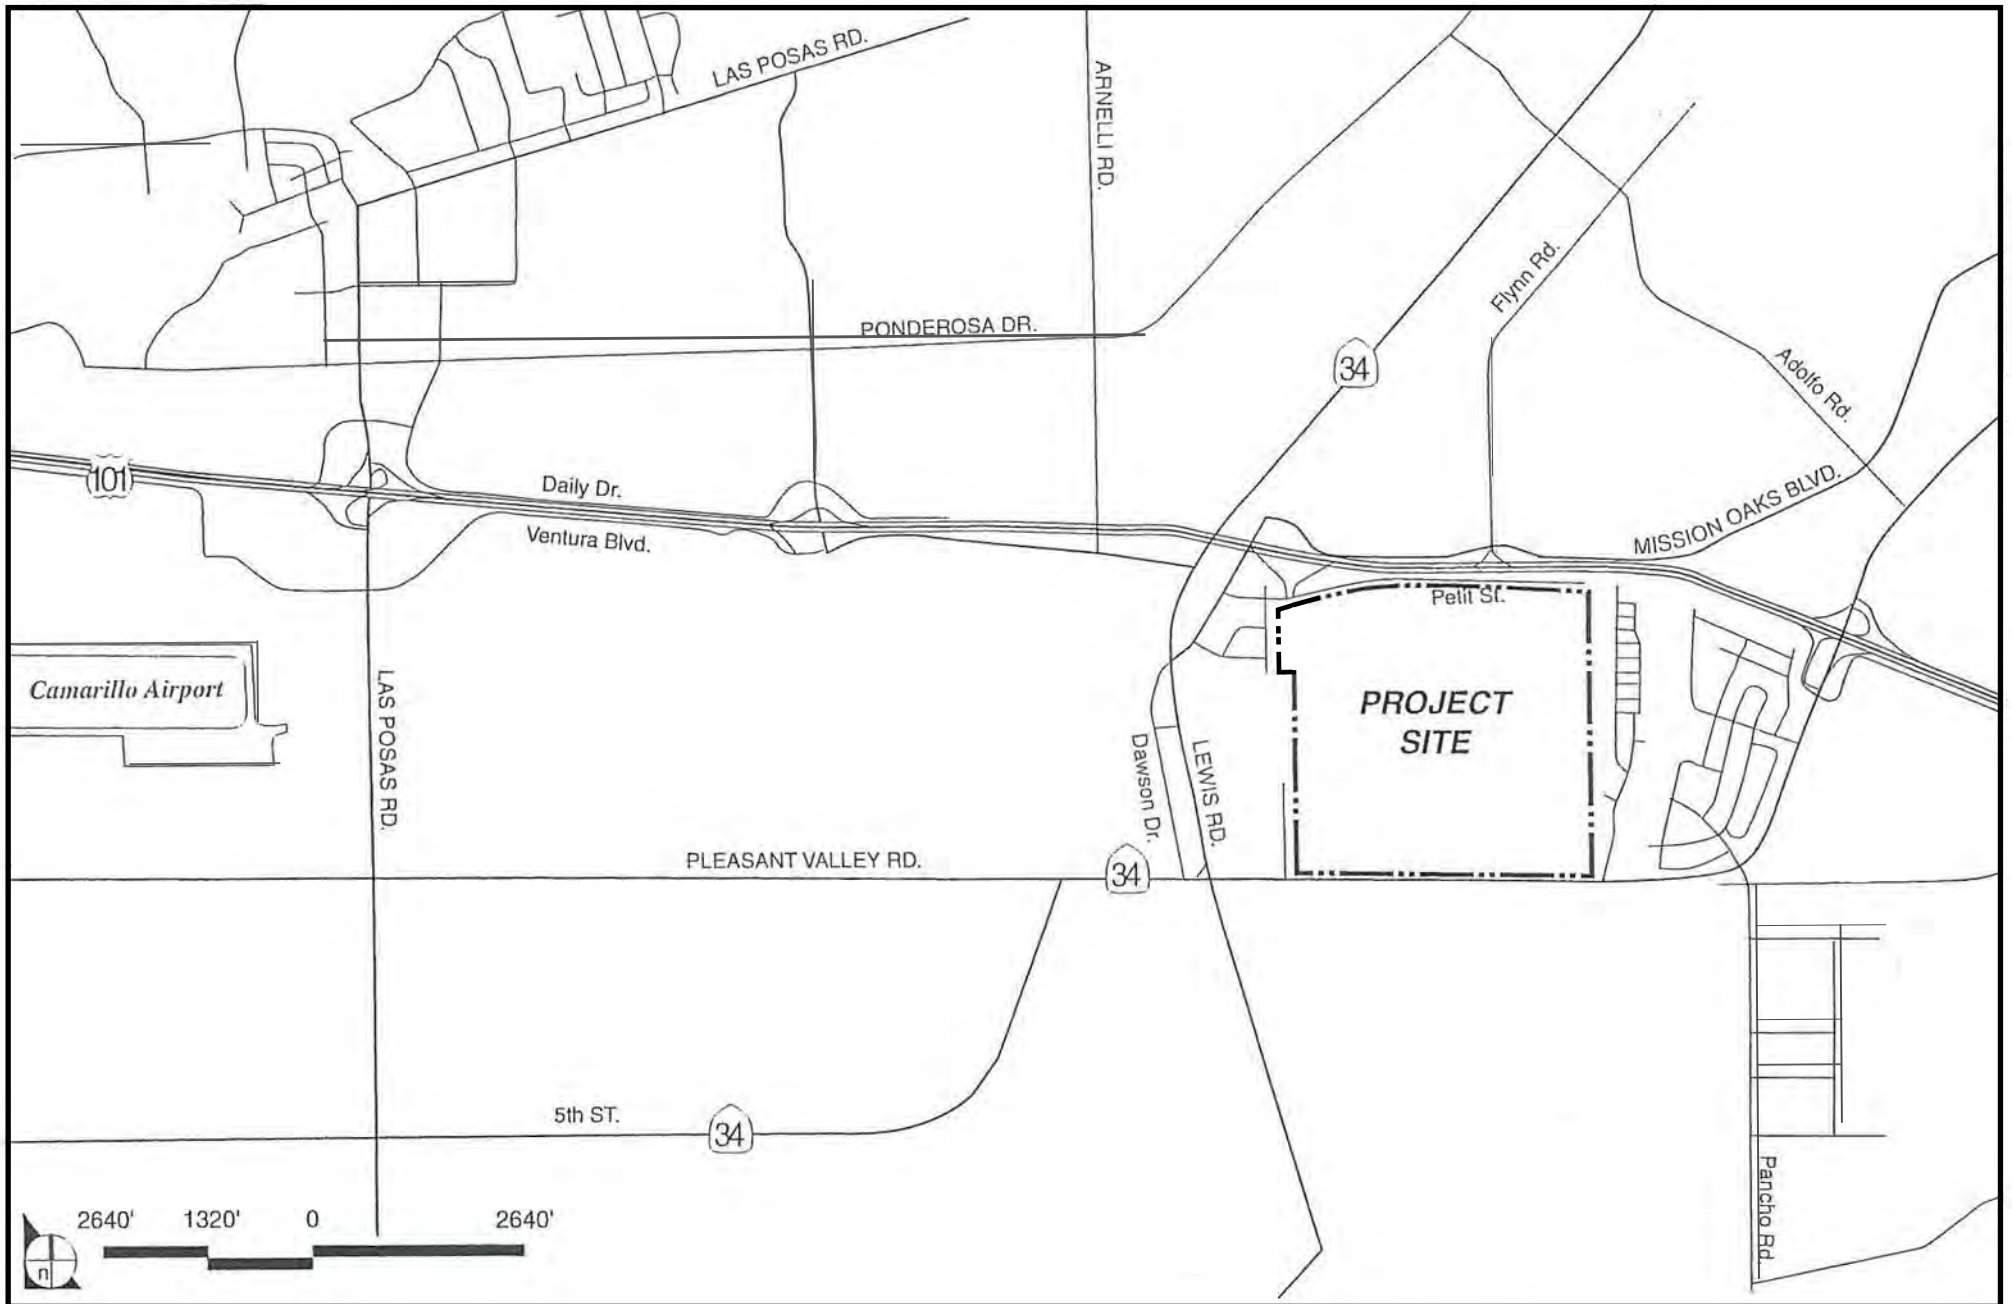 LAS POSAS RD.
ARNELLI RD.
Flynn Rd.
PONDEROSA DR.
34
Adolfo Rd.
101
Daily Dr.
Ventura Blvd.
MISSION OAKS BLVD.
Petit St.
Camarillo Airport
LAS POSAS RD.
PROJECT
SITE
Dawson Dr.
LEWIS RD.
PLEASANT VALLEY RD.
34
5th ST.
34
Pancho Rd.
2640' 1320' 0 2640'
n